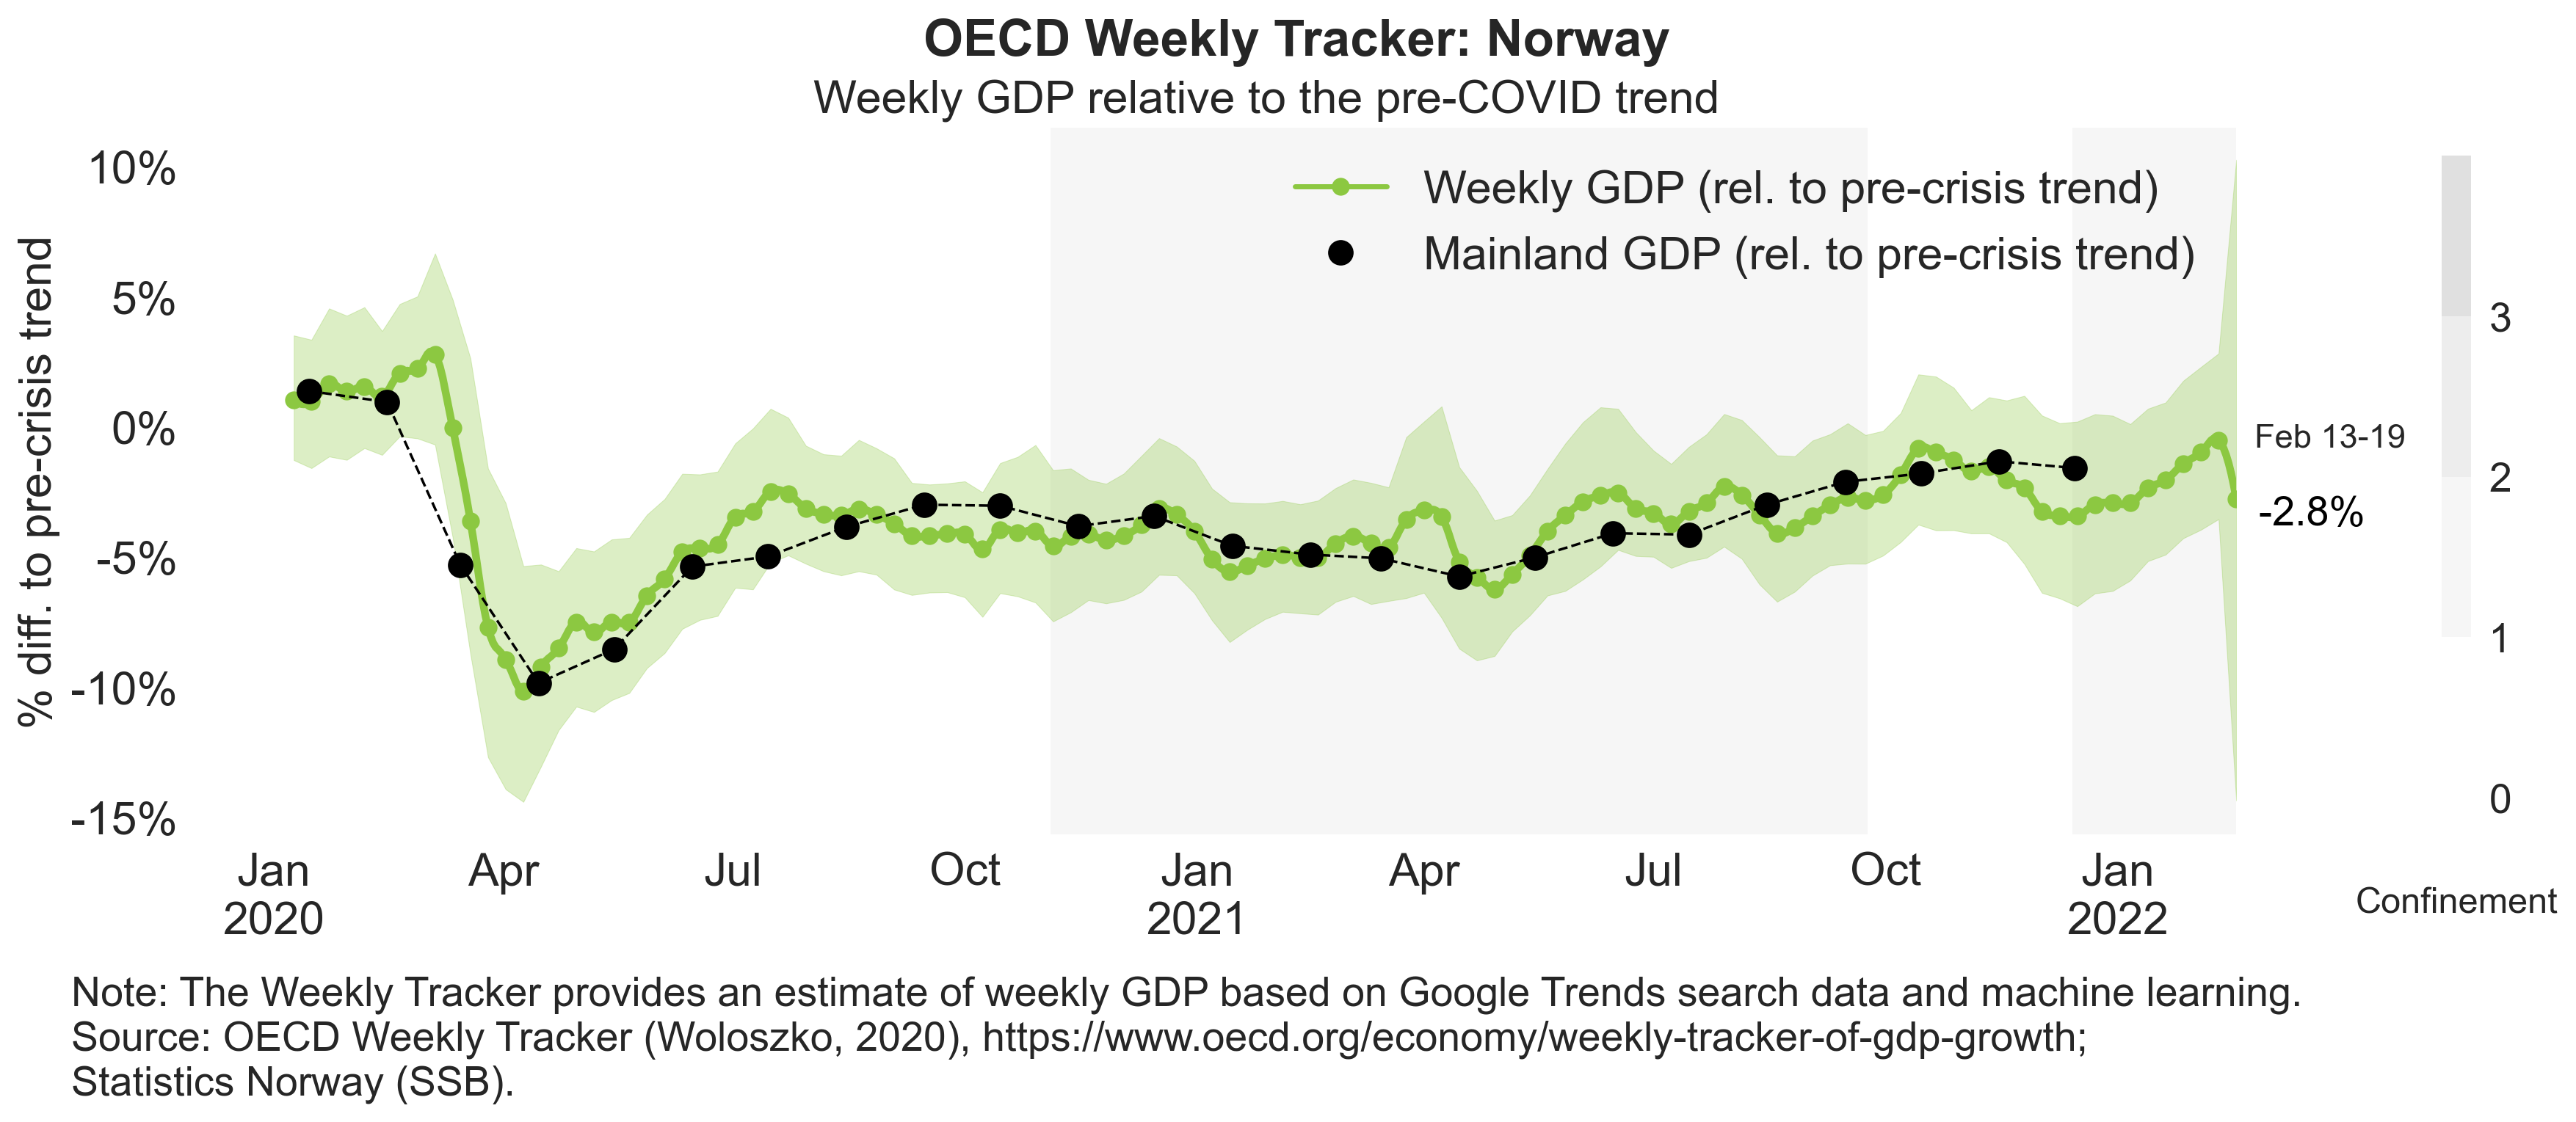 OECD Weekly Tracker: Norway
Weekly GDP relative to the pre-COVID trend
Weekly GDP (rel. to pre-crisis trend)
Mainland GDP (rel. to pre-crisis trend)
% diff. to pre-crisis trend
10%
5%
0%
-5%
-10%
-15%
Feb 13-19
-2.8%
3
2
1
0
Confinement
Jan Apr Jul Oct Jan Apr Jul Oct Jan
2020 2021 2022
Note: The Weekly Tracker provides an estimate of weekly GDP based on Google Trends search data and machine learning.
Source: OECD Weekly Tracker (Woloszko, 2020), https://www.oecd.org/economy/weekly-tracker-of-gdp-growth;
Statistics Norway (SSB).